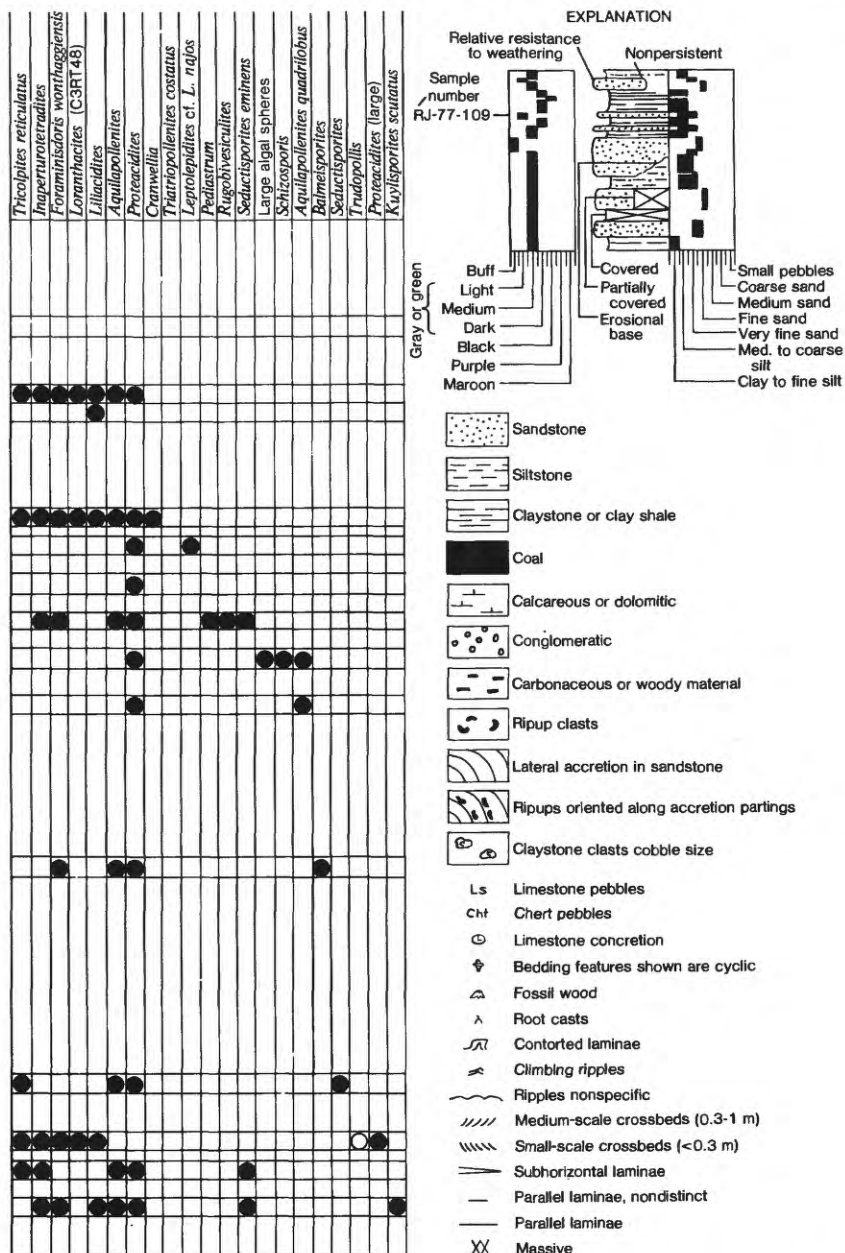 Tricolpites reticulatus
Inaperturotetradites
Foraminisdoris wonthaggiensis
Loranthacites (C3RT48)
Liliacidites
Aquilapollenites
Proteacidites
Cranwellia
Triatriopollenites costatus
Leptolepidites cf. L. najos
Pediastrum
Rugobivesiculites
Seductisporites eminens
Large algal spheres
Schizosporis
Aquilapollenites quadrilobus
Balmeisporites
Seductisporites
Trudopollis
Proteacidites (large)
Kuylisporites scutatus
EXPLANATION
Relative resistance
to weathering
Nonpersistent
Sample
number
RJ-77-109
Gray or green
Buff
Light
Medium
Dark
Black
Purple
Maroon
Covered
Partially
covered
Erosional
base
Small pebbles
Coarse sand
Medium sand
Fine sand
Very fine sand
Med. to coarse
silt
Clay to fine silt
Sandstone
Siltstone
Claystone or clay shale
Coal
Calcareous or dolomitic
Conglomeratic
Carbonaceous or woody material
Ripup clasts
Lateral accretion in sandstone
Ripups oriented along accretion partings
Claystone clasts cobble size
Ls Limestone pebbles
Cht Chert pebbles
Limestone concretion
Bedding features shown are cyclic
Fossil wood
Root casts
Contorted laminae
Climbing ripples
Ripples nonspecific
Medium-scale crossbeds (0.3-1 m)
Small-scale crossbeds (<0.3 m)
Subhorizontal laminae
Parallel laminae, nondistinct
Parallel laminae
Massive